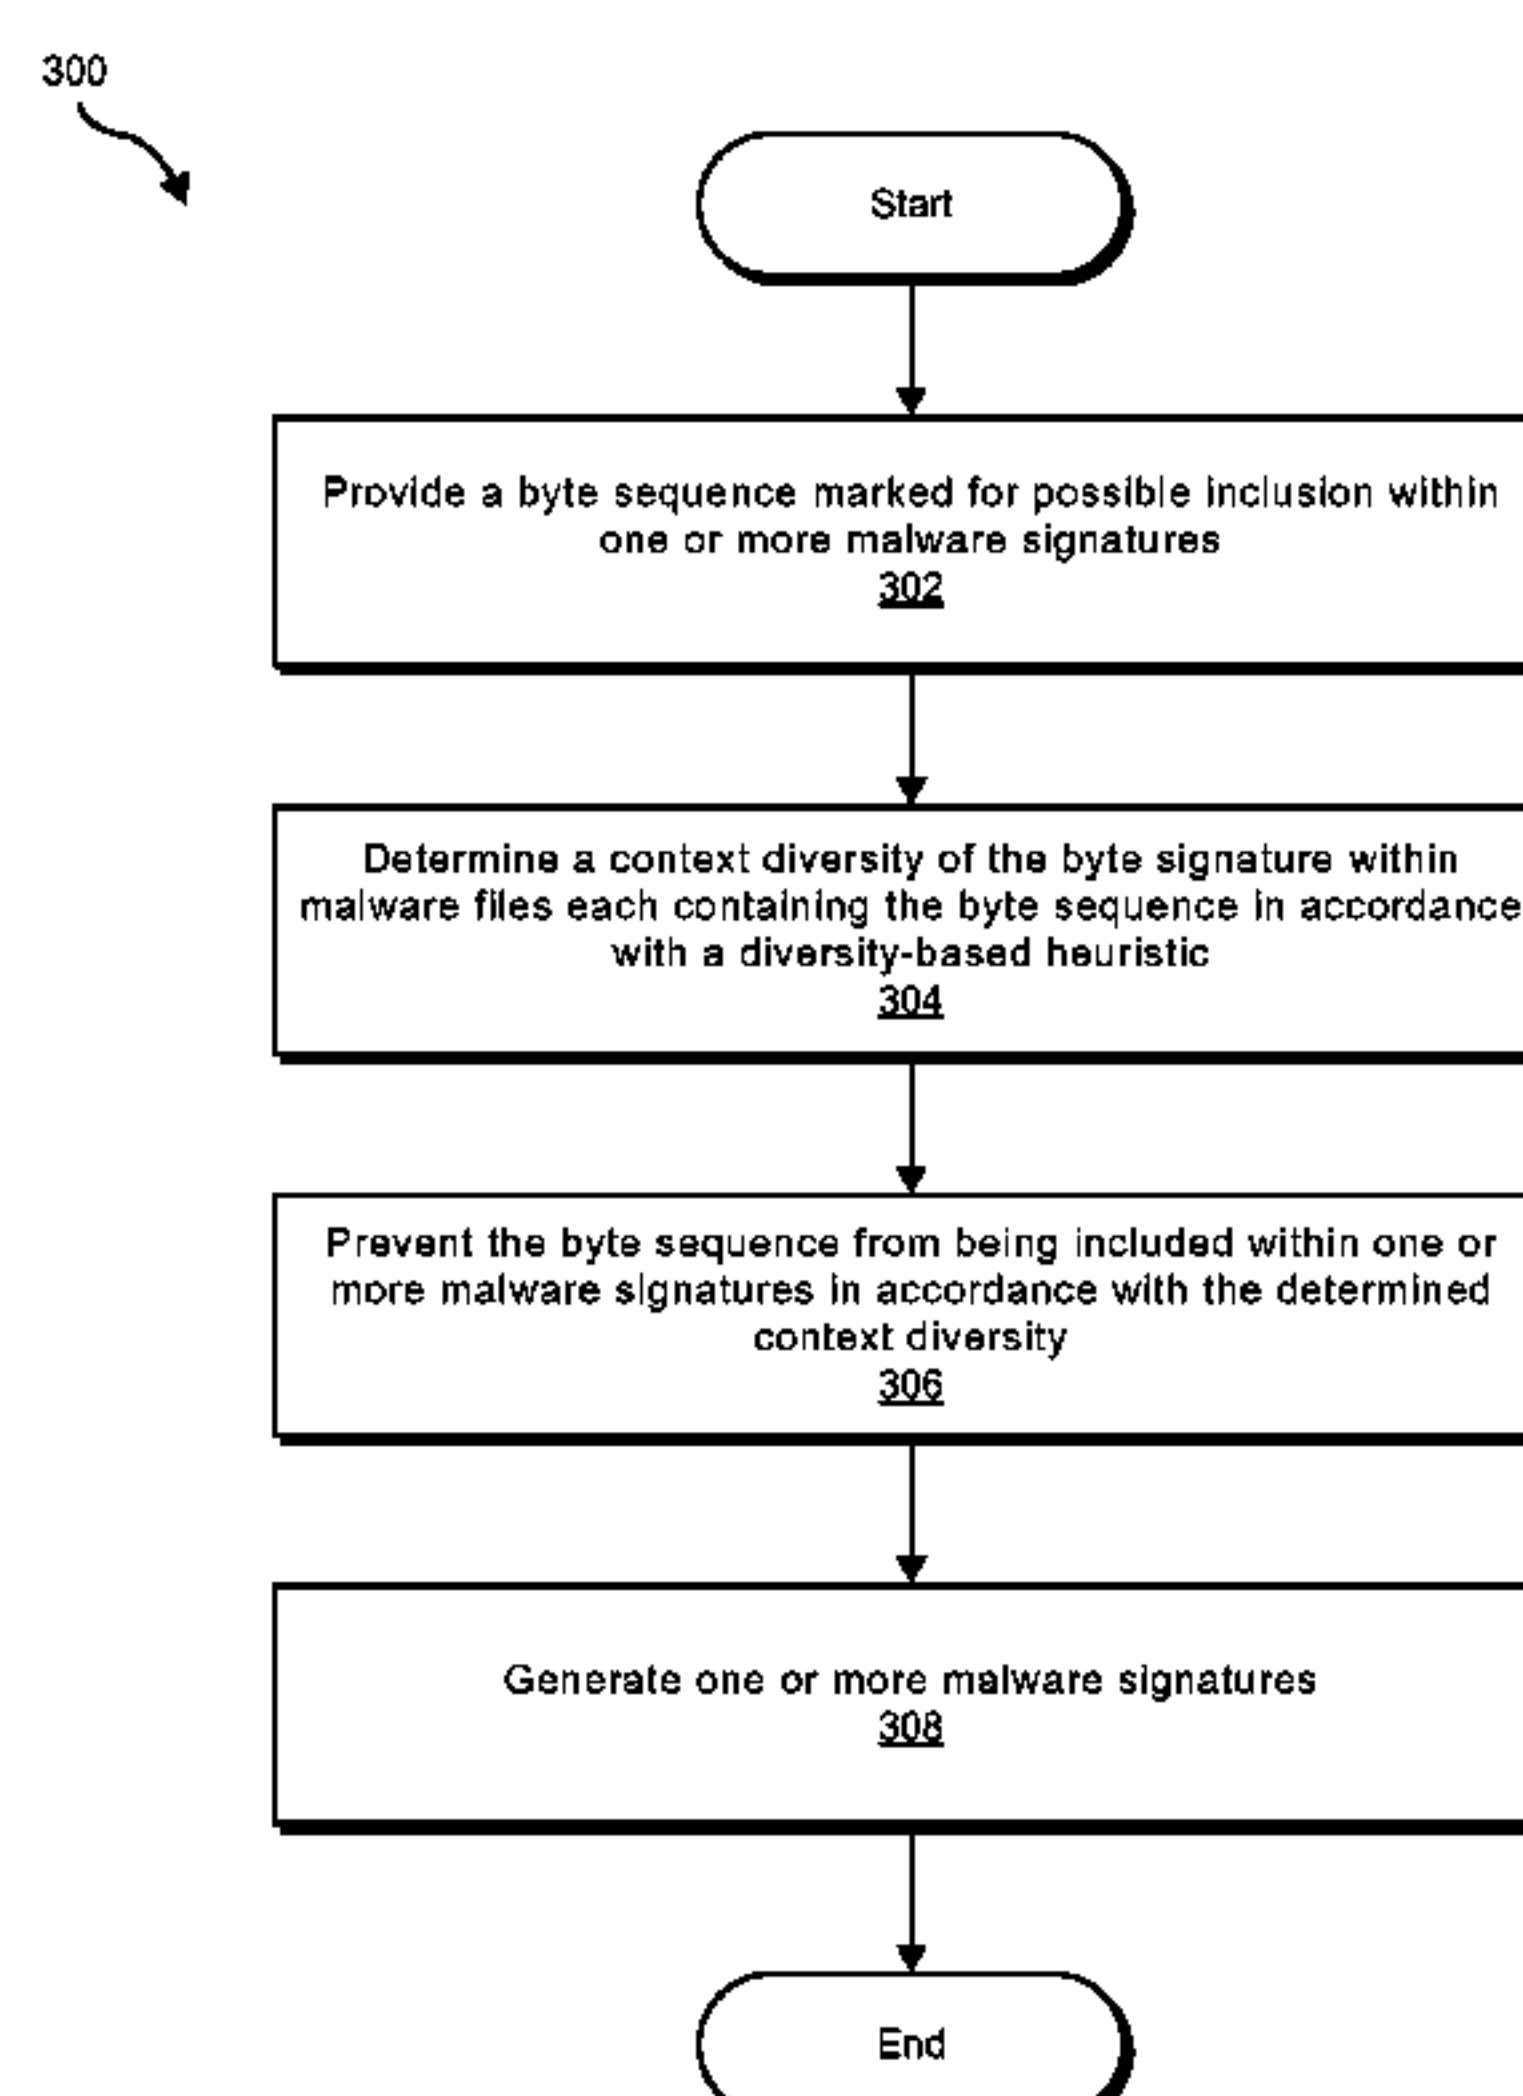 300
Start
Provide a byte sequence marked for possible inclusion within
one or more malware signatures
302
Determine a context diversity of the byte signature within
malware files each containing the byte sequence in accordance
with a diversity-based heuristic
304
Prevent the byte sequence from being included within one or
more malware signatures in accordance with the determined
context diversity
306
Generate one or more malware signatures
308
End